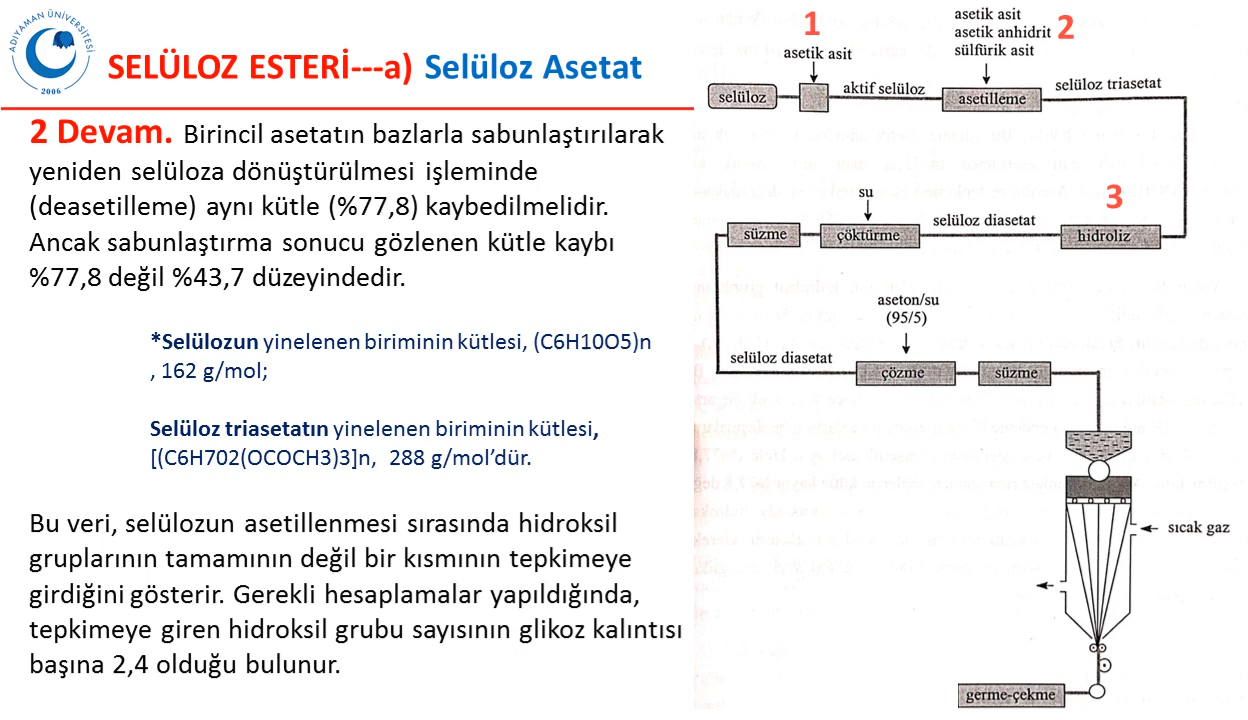 ADIYAMAN ÜNİVERSİTESİ
2006
SELÜLOZ ESTERİ---a) Selüloz Asetat
2 Devam. Birincil asetatın bazlarla sabunlaştırılarak
yeniden selüloza dönüştürülmesi işleminde
(deasetilleme) aynı kütle (%77,8) kaybedilmelidir.
Ancak sabunlaştırma sonucu gözlenen kütle kaybı
%77,8 değil %43,7 düzeyindedir.
*Selülozun yinelenen biriminin kütlesi, (C6H10O5)n
, 162 g/mol;
Selüloz triasetatın yinelenen biriminin kütlesi,
[(C6H702(OCOCH3)3]n, 288 g/mol’dür.
Bu veri, selülozun asetillenmesi sırasında hidroksil
gruplarının tamamının değil bir kısmının tepkimeye
girdiğini gösterir. Gerekli hesaplamalar yapıldığında,
tepkimeye giren hidroksil grubu sayısının glikoz kalıntısı
başına 2,4 olduğu bulunur.
1
asetik asit
asetik asit
asetik anhidrit
sülfürik asit
2
selüloz
aktif selüloz
asetilleme
selüloz triasetat
3
su
süzme
çöktürme
selüloz diasetat
hidroliz
aseton/su
(95/5)
selüloz diasetat
çözme
süzme
sıcak gaz
germe-çekme